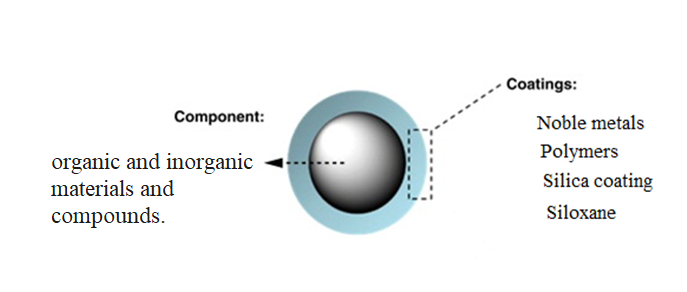 Component:
organic and inorganic
materials and
compounds.
Coatings:
Noble metals
Polymers
Silica coating
Siloxane